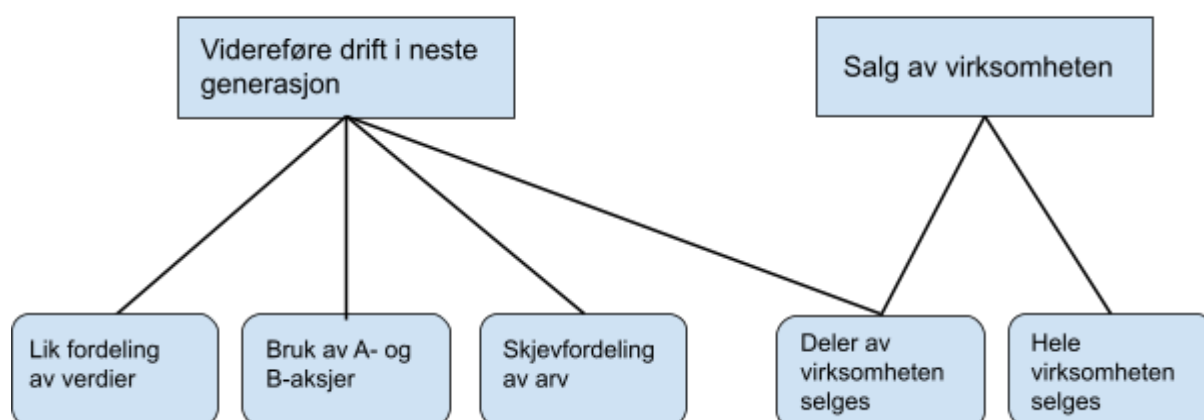 Videreføre drift i neste
generasjon
Salg av virksomheten
Lik fordeling
av verdier
Bruk av A- og
B-aksjer
Skjevfordeling
av arv
Deler av
virksomheten
selges
Hele
virksomheten
selges